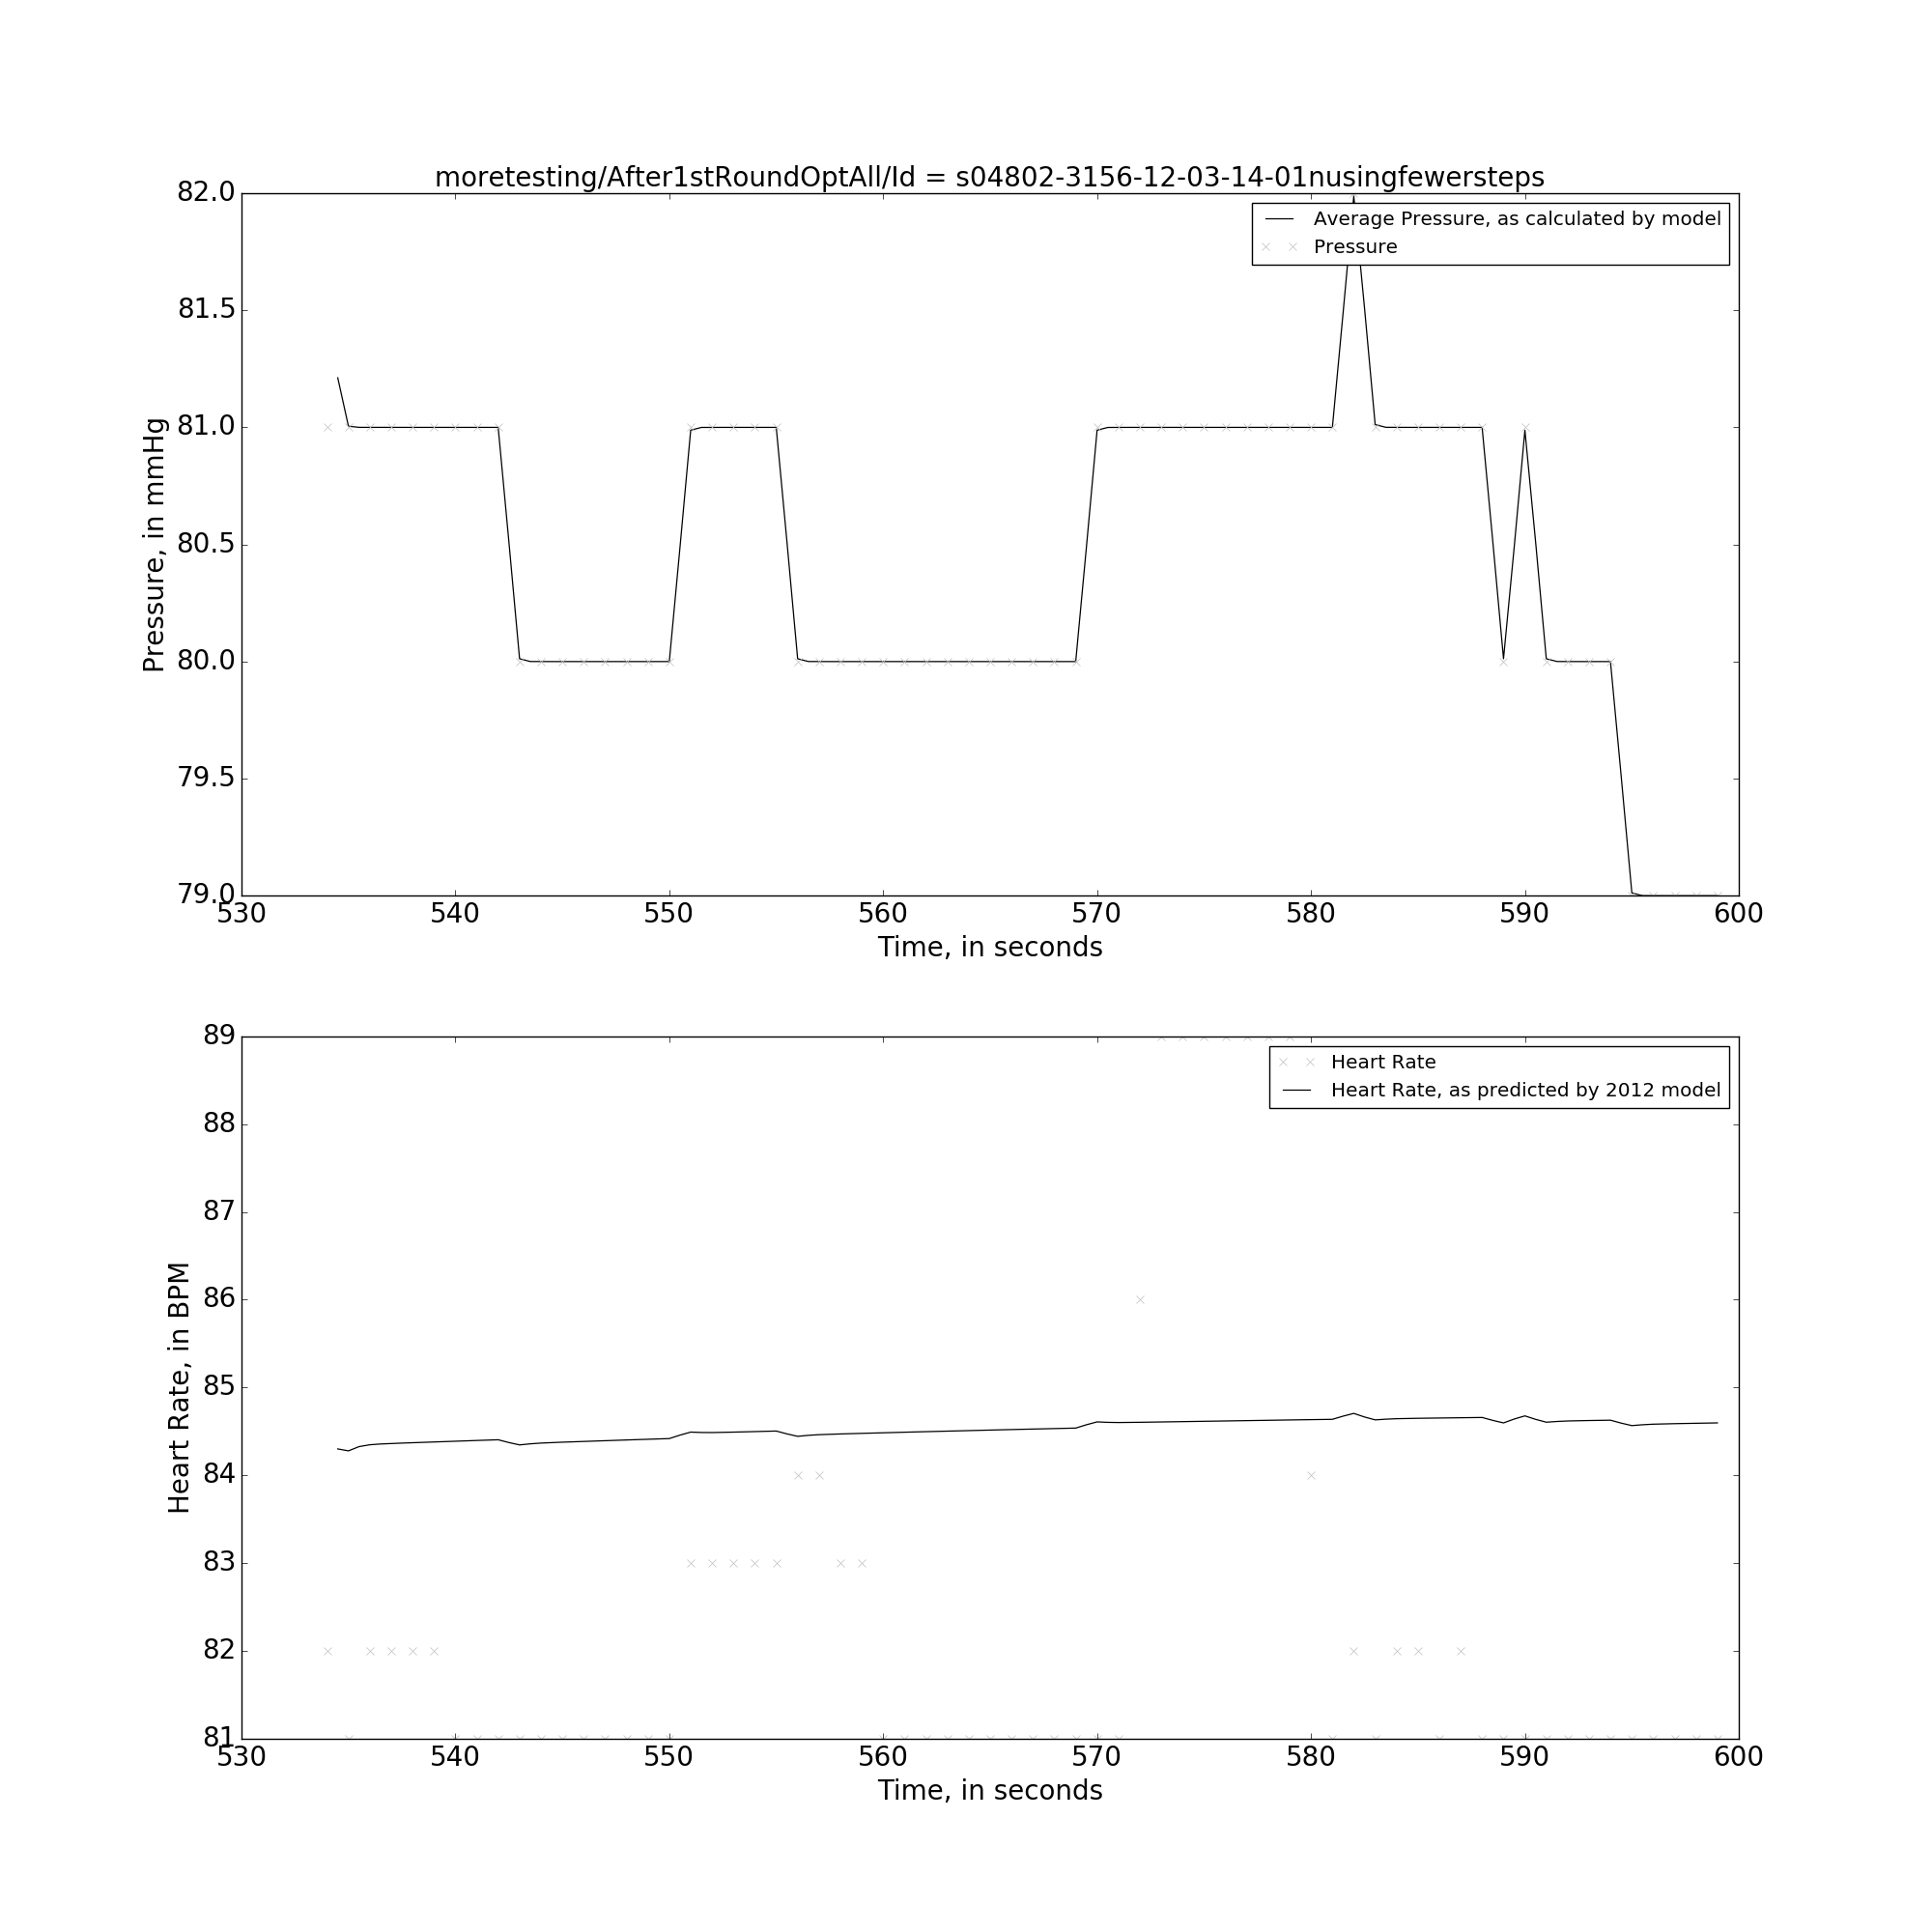 moretesting/After1stRoundOptAll/Id = s04802-3156-12-03-14-01nusingfewersteps
82.0
Average Pressure, as calculated by model
Pressure
81.5
81.0
80.5
80.0
79.5
79.0
Pressure, in mmHg
530 540 550 560 570 580 590 600
Time, in seconds
89
Heart Rate
Heart Rate, as predicted by 2012 model
88
87
86
85
84
83
82
81
Heart Rate, in BPM
530 540 550 560 570 580 590 600
Time, in seconds